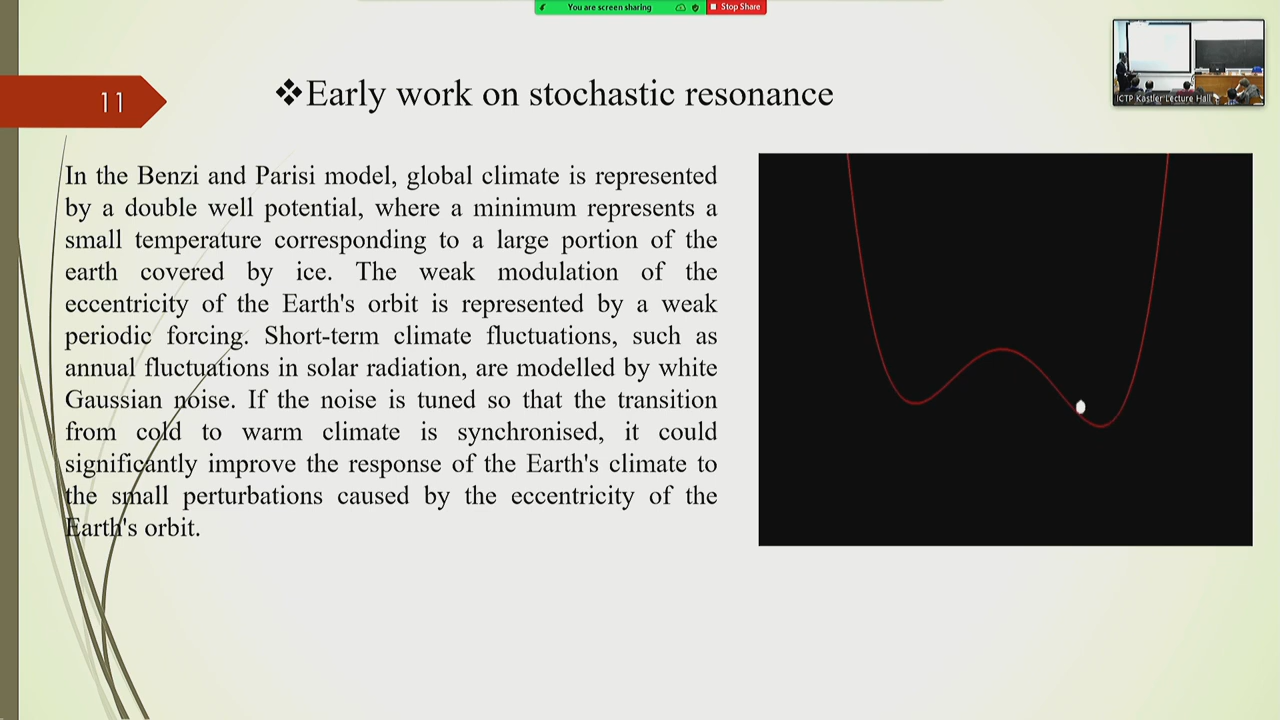 You are screen sharing
Stop Share
11
❖Early work on stochastic resonance
ICTP Kastler Lecture Hall
In the Benzi and Parisi model, global climate is represented
by a double well potential, where a minimum represents a
small temperature corresponding to a large portion of the
earth covered by ice. The weak modulation of the
eccentricity of the Earth's orbit is represented by a weak
periodic forcing. Short-term climate fluctuations, such as
annual fluctuations in solar radiation, are modelled by white
Gaussian noise. If the noise is tuned so that the transition
from cold to warm climate is synchronised, it could
significantly improve the response of the Earth's climate to
the small perturbations caused by the eccentricity of the
Earth's orbit.